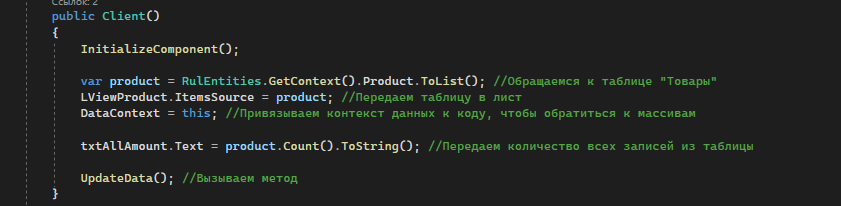 Ссылок: 2
public Client()
{
InitializeComponent();
var product = RulEntities.GetContext().Product.ToList(); //Обращаемся к таблице "Товары"
LViewProduct.ItemsSource = product; //Передаем таблицу в лист
DataContext = this; //Привязываем контекст данных к коду, чтобы обратиться к массивам
txtAllAmount.Text = product.Count().ToString(); //Передаем количество всех записей из таблицы
UpdateData(); //Вызываем метод
}